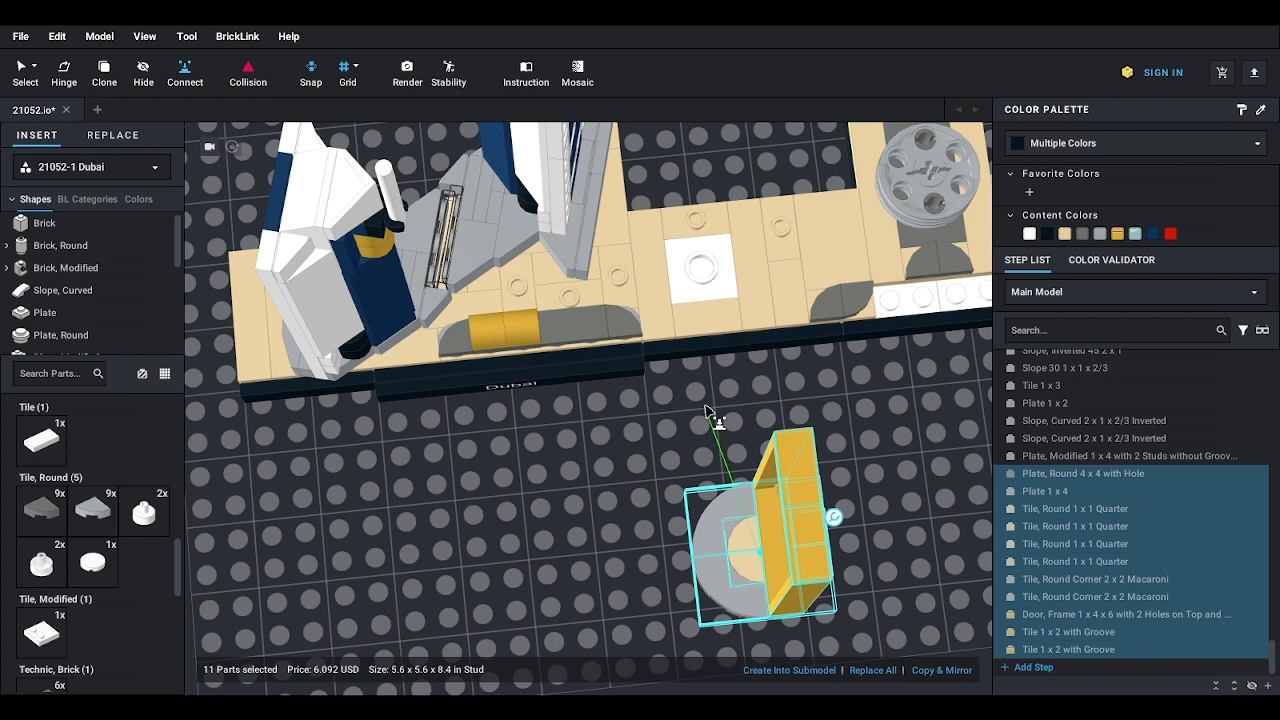 File Edit Model View Tool BrickLink Help
Select Hinge Clone Hide Connect Collision Snap Grid Render Stability Instruction Mosaic
SIGN IN
21052.io*
INSERT REPLACE
21052-1 Dubai
Shapes BL Categories Colors
Brick
Brick, Round
Brick, Modified
Slope, Curved
Plate
Plate, Round
Search Parts...
Tile (1)
1x
Tile, Round (5)
9x 9x 2x
2x 1x
Tile, Modified (1)
1x
Technic, Brick (1)
6x
Dubai
11 Parts selected Price: 6.092 USD Size: 5.6 x 5.6 x 8.4 in Stud
Create Into Submodel | Replace All | Copy & Mirror
COLOR PALETTE
Multiple Colors
Favorite Colors
Content Colors
STEP LIST COLOR VALIDATOR
Main Model
Search...
Slope, Inverted 45 2 x 1
Slope 30 1 x 1 x 2/3
Tile 1 x 3
Plate 1 x 2
Slope, Curved 2 x 1 x 2/3 Inverted
Slope, Curved 2 x 1 x 2/3 Inverted
Plate, Modified 1 x 4 with 2 Studs without Groov...
Plate, Round 4 x 4 with Hole
Plate 1 x 4
Tile, Round 1 x 1 Quarter
Tile, Round 1 x 1 Quarter
Tile, Round 1 x 1 Quarter
Tile, Round 1 x 1 Quarter
Tile, Round Corner 2 x 2 Macaroni
Tile, Round Corner 2 x 2 Macaroni
Door, Frame 1 x 4 x 6 with 2 Holes on Top and ...
Tile 1 x 2 with Groove
Tile 1 x 2 with Groove
+ Add Step